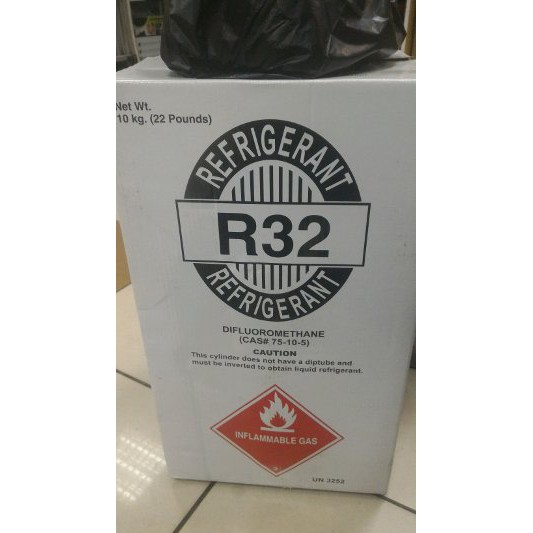 Net Wt.
10 kg. (22 Pounds)
REFRIGERANT
R32
REFRIGERANT
DIFLUOROMETHANE
(CAS# 75-10-5)
CAUTION
This cylinder does not have a diptube and
must be inverted to obtain liquid refrigerant.
INFLAMMABLE GAS
UN 3252